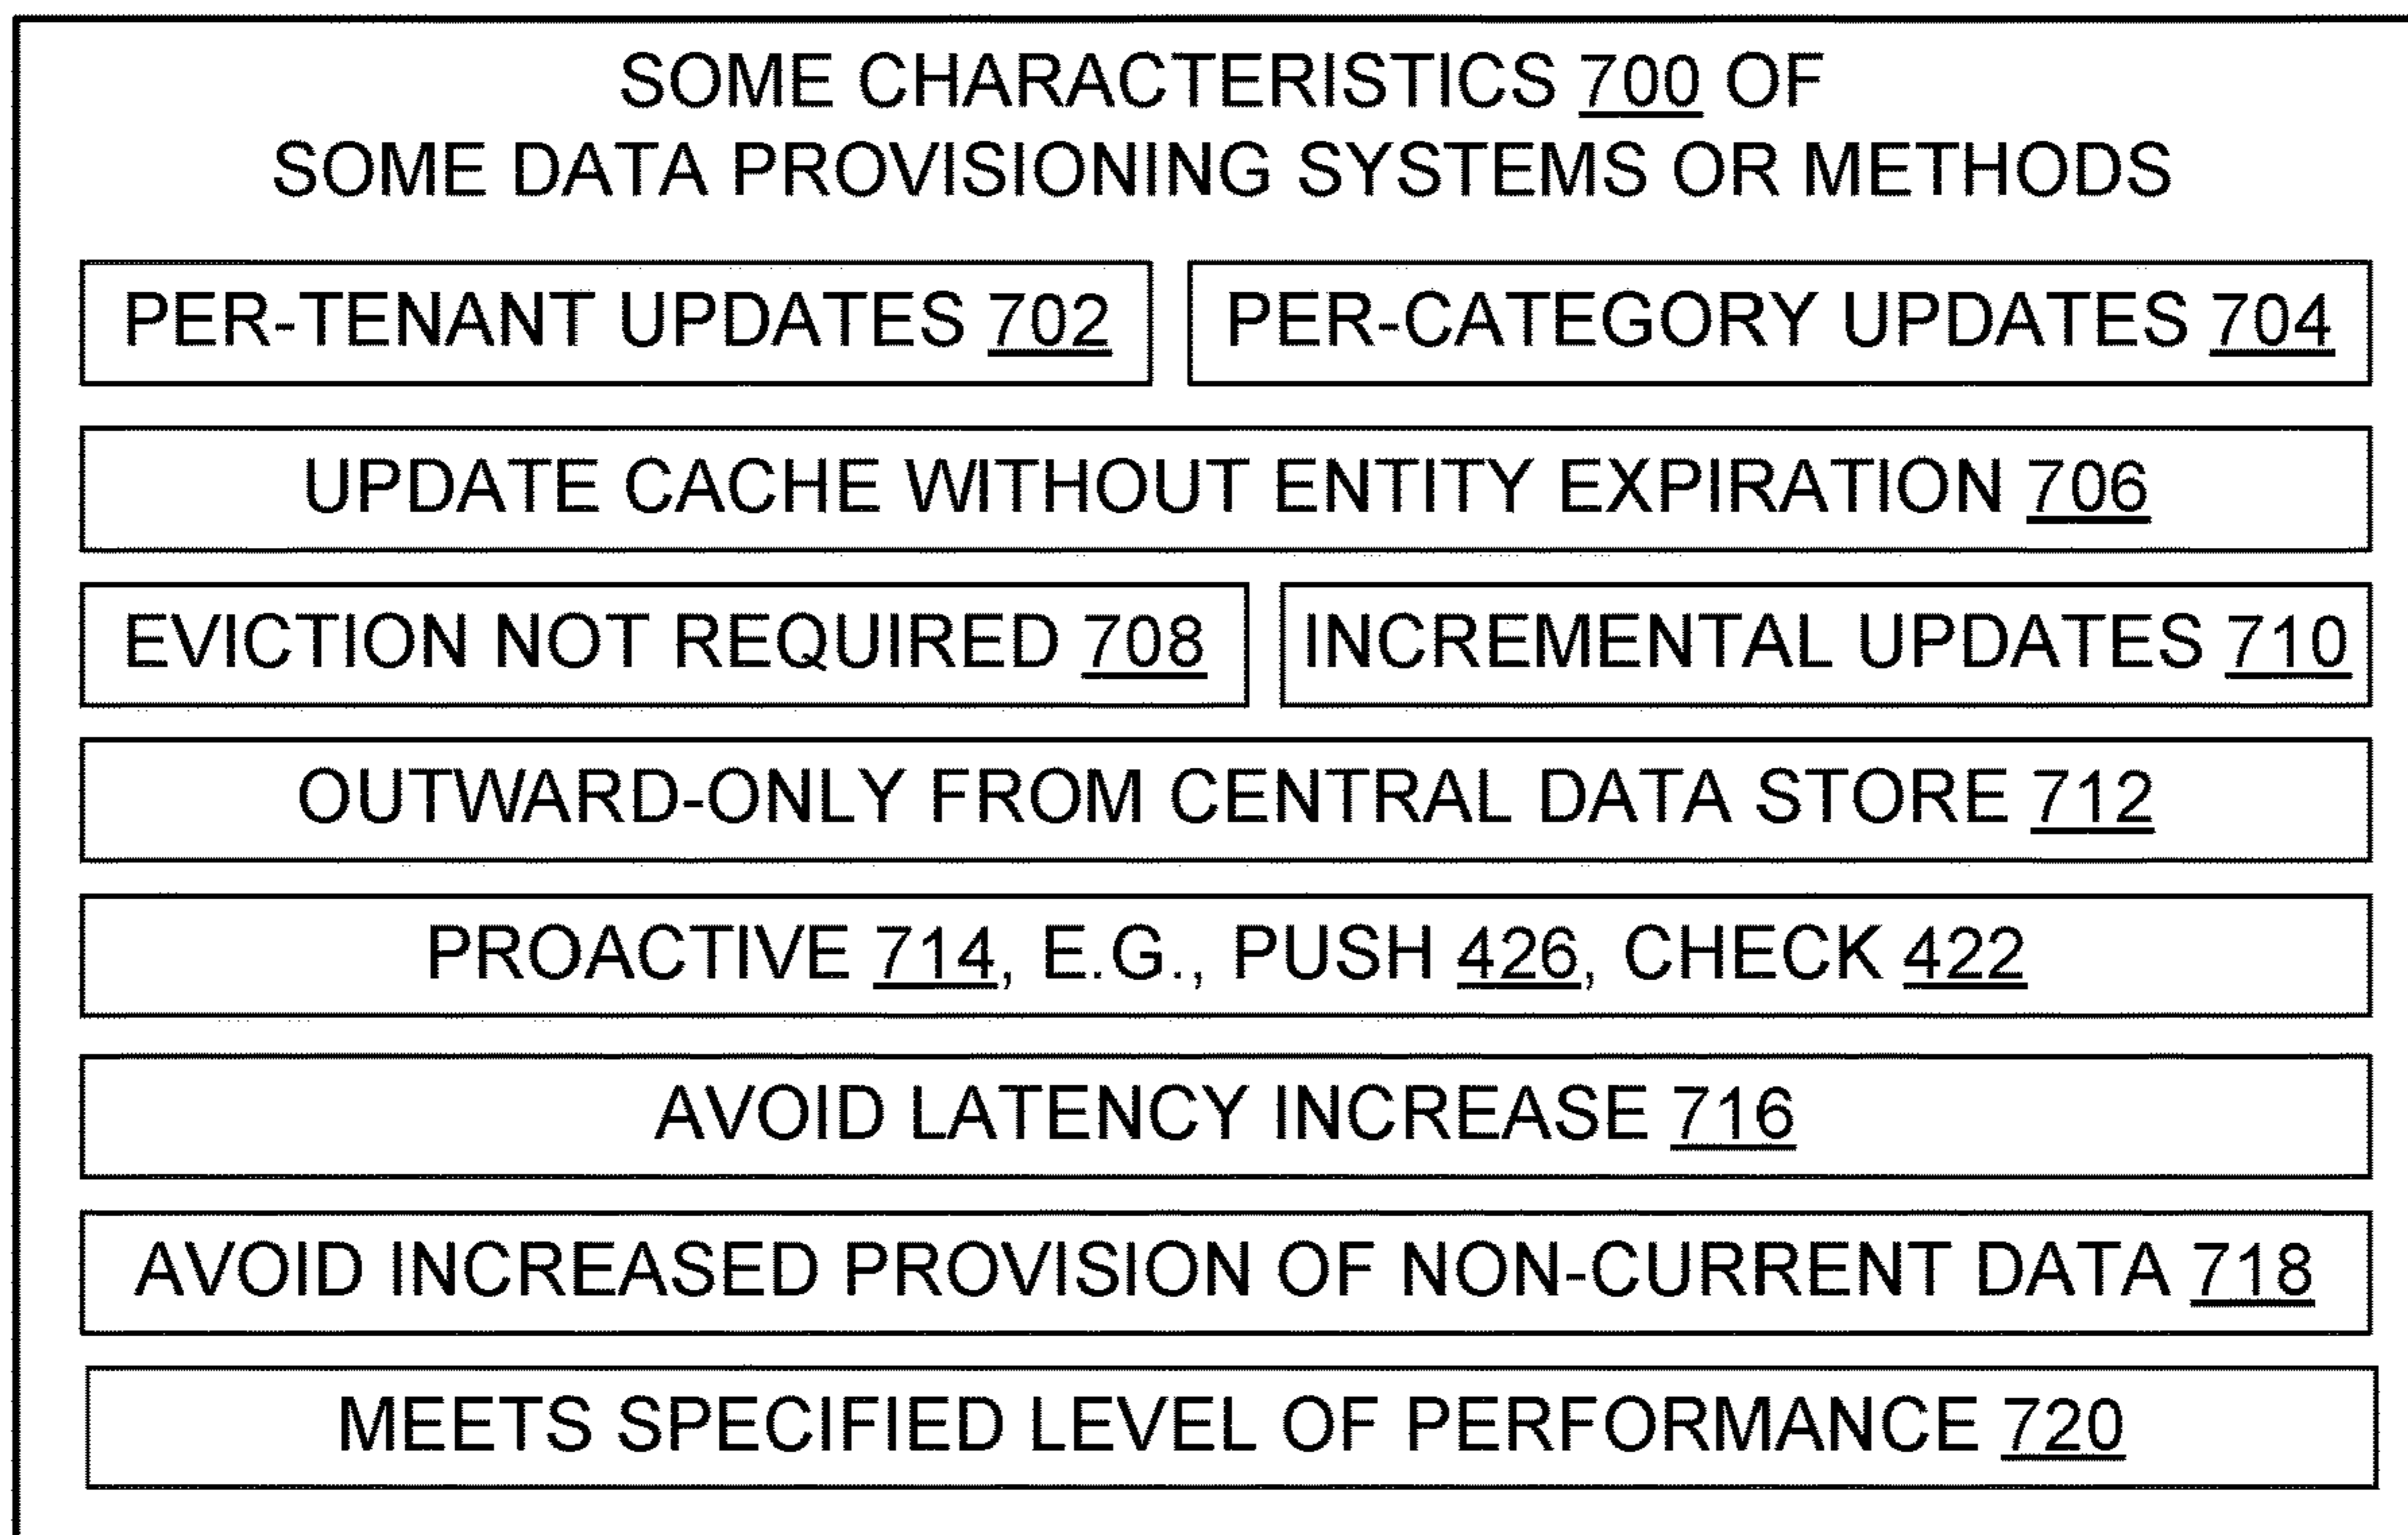 SOME CHARACTERISTICS 700 OF
SOME DATA PROVISIONING SYSTEMS OR METHODS
PER-TENANT UPDATES 702
PER-CATEGORY UPDATES 704
UPDATE CACHE WITHOUT ENTITY EXPIRATION 706
EVICTION NOT REQUIRED 708
INCREMENTAL UPDATES 710
OUTWARD-ONLY FROM CENTRAL DATA STORE 712
PROACTIVE 714, E.G., PUSH 426, CHECK 422
AVOID LATENCY INCREASE 716
AVOID INCREASED PROVISION OF NON-CURRENT DATA 718
MEETS SPECIFIED LEVEL OF PERFORMANCE 720